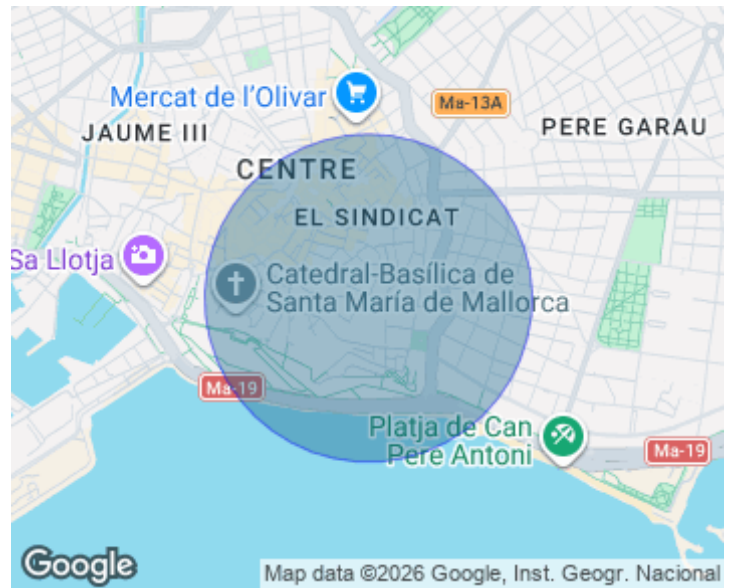 Mercat de l'Olivar
Ma-13A
JAUME III
PERE GARAU
CENTRE
EL SINDICAT
Sa Llotja
Catedral-Basílica de
Santa María de Mallorca
Ma-19
Platja de Can
Pere Antoni
Ma-19
Google
Map data ©2026 Google, Inst. Geogr. Nacional